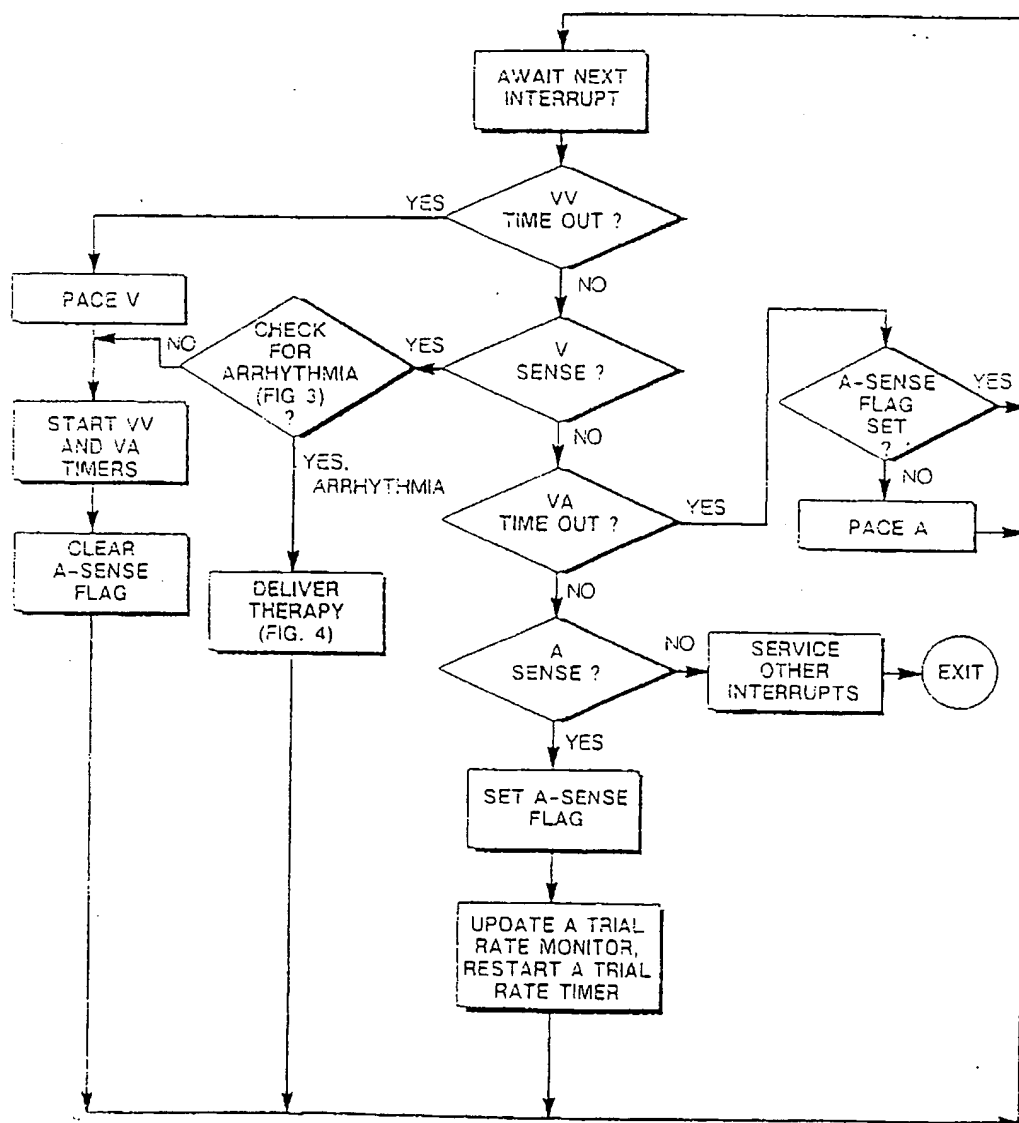 AWAIT NEXT
INTERRUPT
VV
TIME OUT ?
YES
NO
PACE V
CHECK
FOR
ARRHYTHMIA
(FIG 3)
?
NO
YES
V
SENSE ?
NO
A-SENSE
FLAG
SET
?
YES
NO
START VV
AND VA
TIMERS
YES,
ARRHYTHMIA
VA
TIME OUT ?
YES
NO
PACE A
CLEAR
A-SENSE
FLAG
DELIVER
THERAPY
(FIG. 4)
A
SENSE ?
NO
YES
SERVICE
OTHER
INTERRUPTS
EXIT
SET A-SENSE
FLAG
UPDATE A TRIAL
RATE MONITOR,
RESTART A TRIAL
RATE TIMER